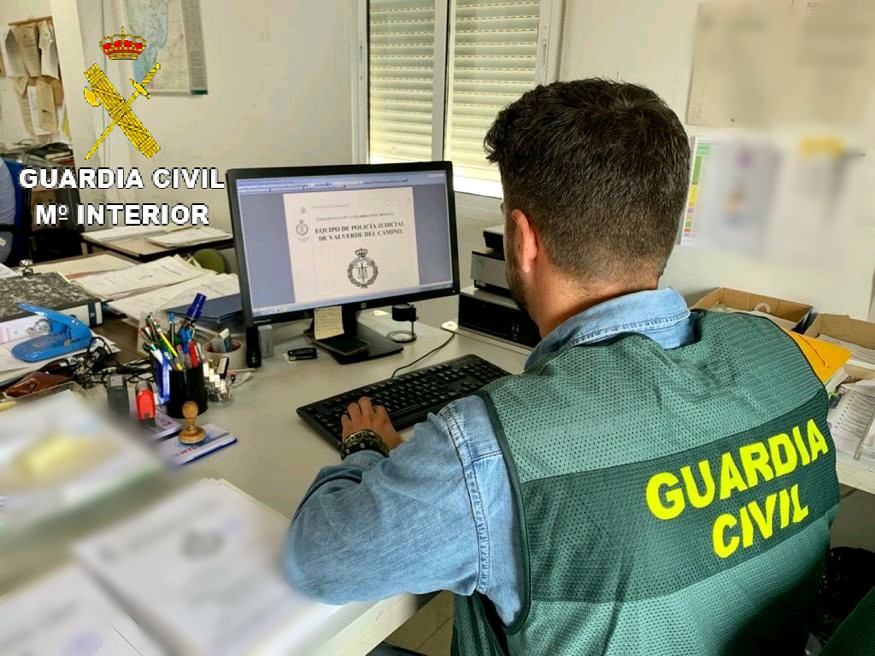 GUARDIA CIVIL
Mº INTERIOR
EQUIPO DE POLICÍA JUDICIAL
DE VALVERDE DEL CAMINO.
GUARDIA
CIVIL